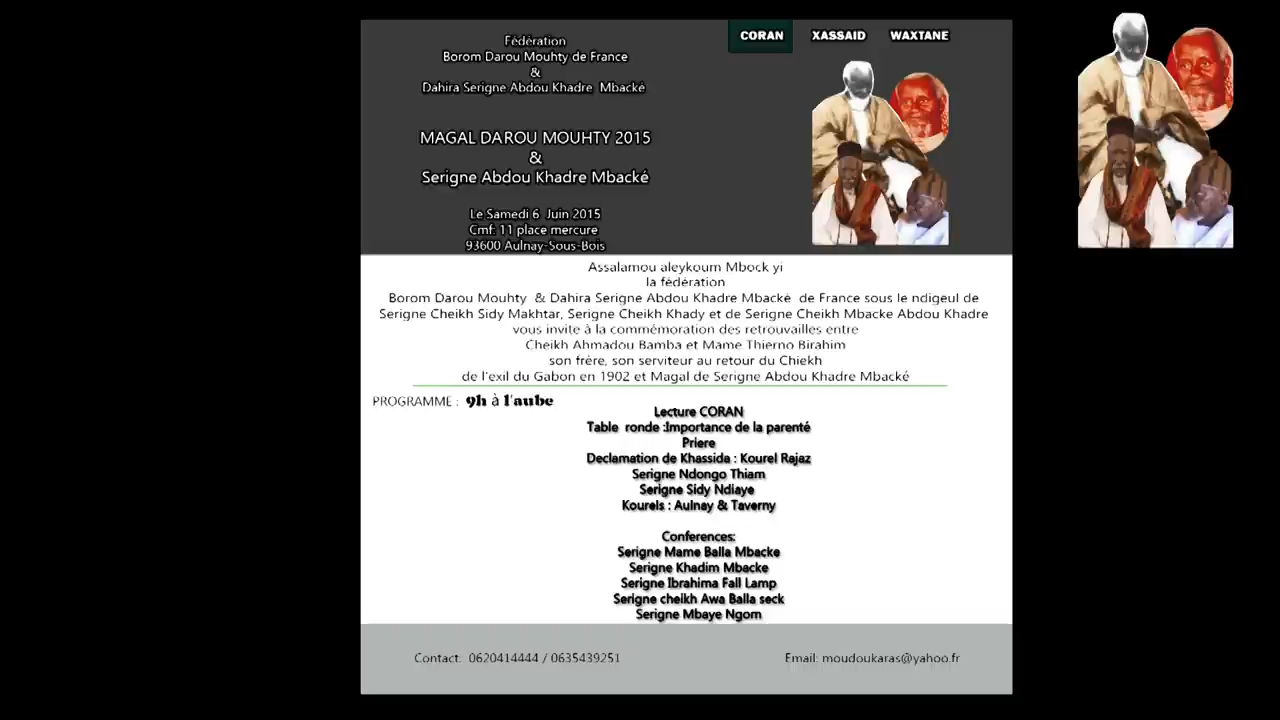 CORAN XASSAID WAXTANE
Fédération
Borom Darou Mouhty de France
&
Dahira Serigne Abdou Khadre Mbacké
MAGAL DAROU MOUHTY 2015
&
Serigne Abdou Khadre Mbacké
Le Samedi 6 Juin 2015
Cmf: 11 place mercure
93600 Aulnay-Sous-Bois
Assalamou aleykoum Mbock yi
la fédération
Borom Darou Mouhty & Dahira Serigne Abdou Khadre Mbacké de France sous le ndigeul de
Serigne Cheikh Sidy Makhtar, Serigne Cheikh Khady et de Serigne Cheikh Mbacke Abdou Khadre
vous invite à la commémoration des retrouvailles entre
Cheikh Ahmadou Bamba et Mame Thierno Birahim
son frére, son serviteur au retour du Chiekh
de l'exil du Gabon en 1902 et Magal de Serigne Abdou Khadre Mbacké
PROGRAMME : 9h à l'aube
Lecture CORAN
Table ronde :Importance de la parenté
Priere
Declamation de Khassida : Kourel Rajaz
Serigne Ndongo Thiam
Serigne Sidy Ndiaye
Kourels : Aulnay & Taverny
Conferences:
Serigne Mame Balla Mbacke
Serigne Khadim Mbacke
Serigne Ibrahima Fall Lamp
Serigne cheikh Awa Balla seck
Serigne Mbaye Ngom
Contact: 0620414444 / 0635439251
Email: moudoukaras@yahoo.fr